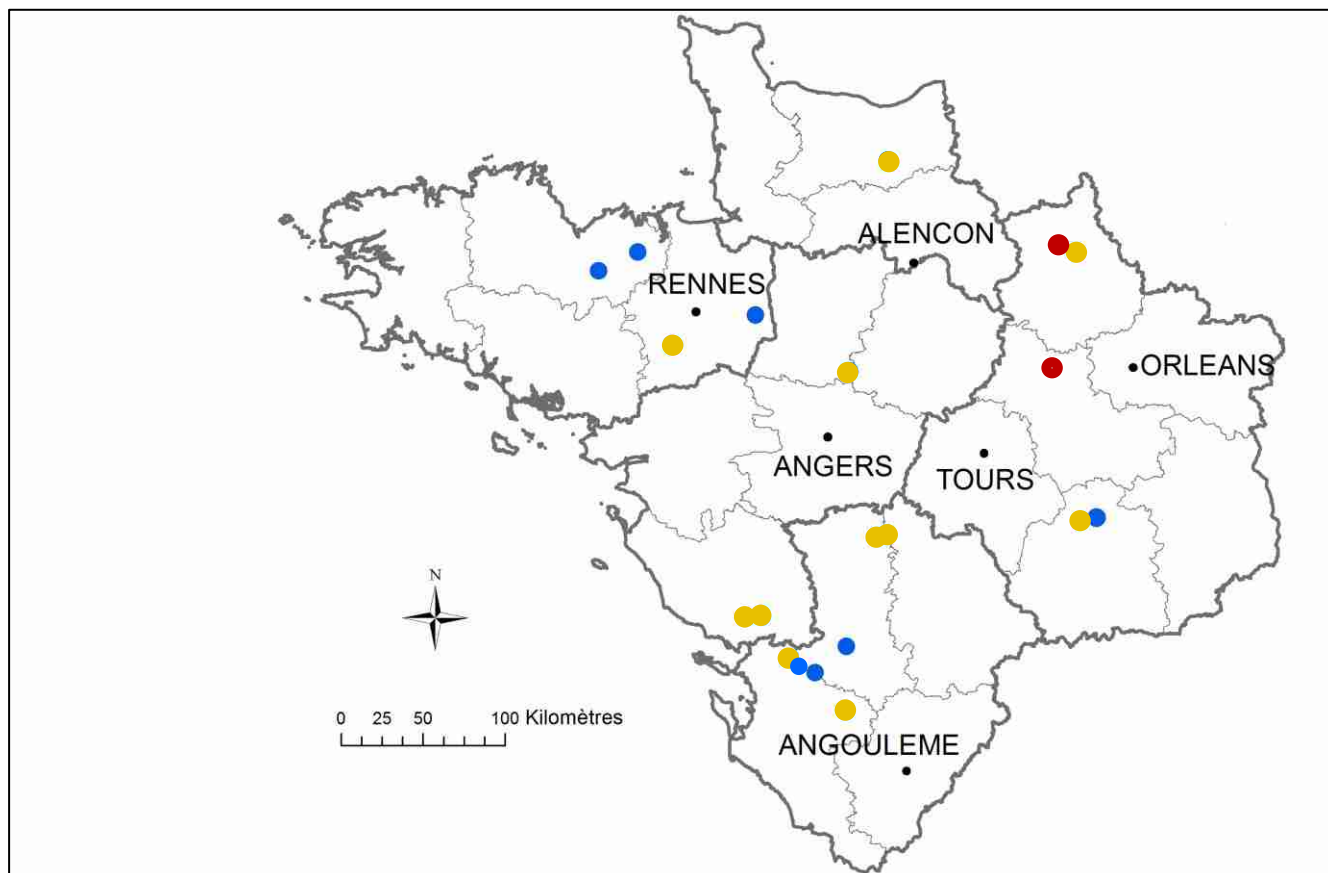 ALENCON
RENNES
ORLEANS
ANGERS
TOURS
N
0 25 50 100 Kilomètres
ANGOULEME